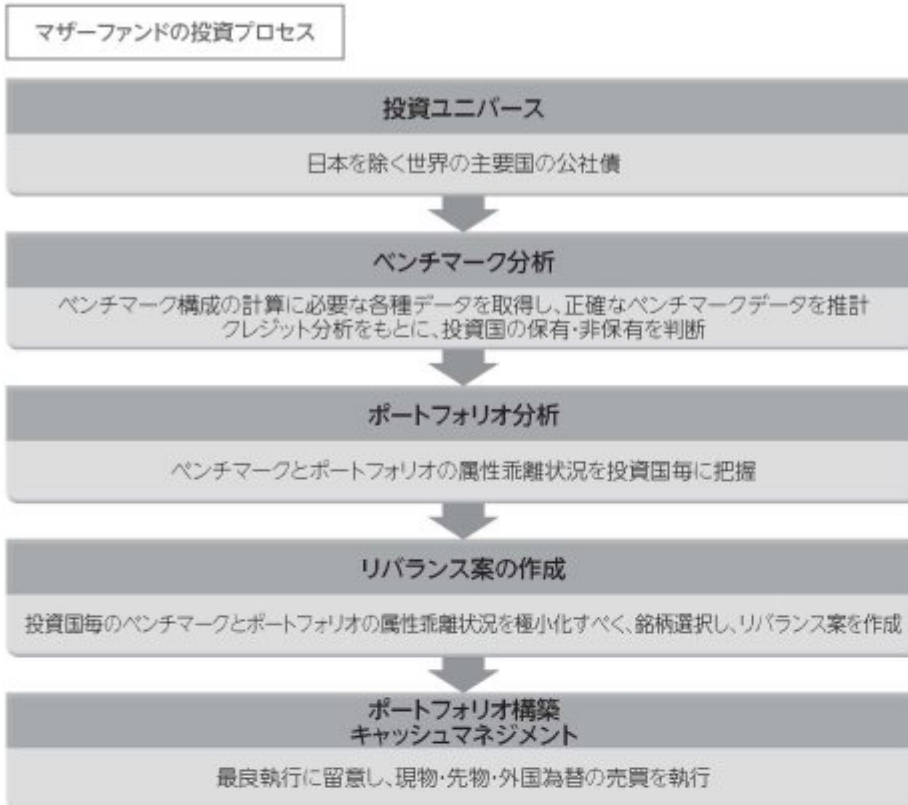 マザーファンドの投資プロセス
投資ユニバース
日本を除く世界の主要国の公社債
ベンチマーク分析
ベンチマーク構成の計算に必要な各種データを取得し、正確なベンチマークデータを推計
クレジット分析をもとに、投資国の保有・非保有を判断
ポートフォリオ分析
ベンチマークとポートフォリオの属性乖離状況を投資国毎に把握
リバランス案の作成
投資国毎のベンチマークとポートフォリオの属性乖離状況を極小化すべく、銘柄選択し、リバランス案を作成
ポートフォリオ構築
キャッシュマネジメント
最良執行に留意し、現物・先物・外国為替の売買を執行